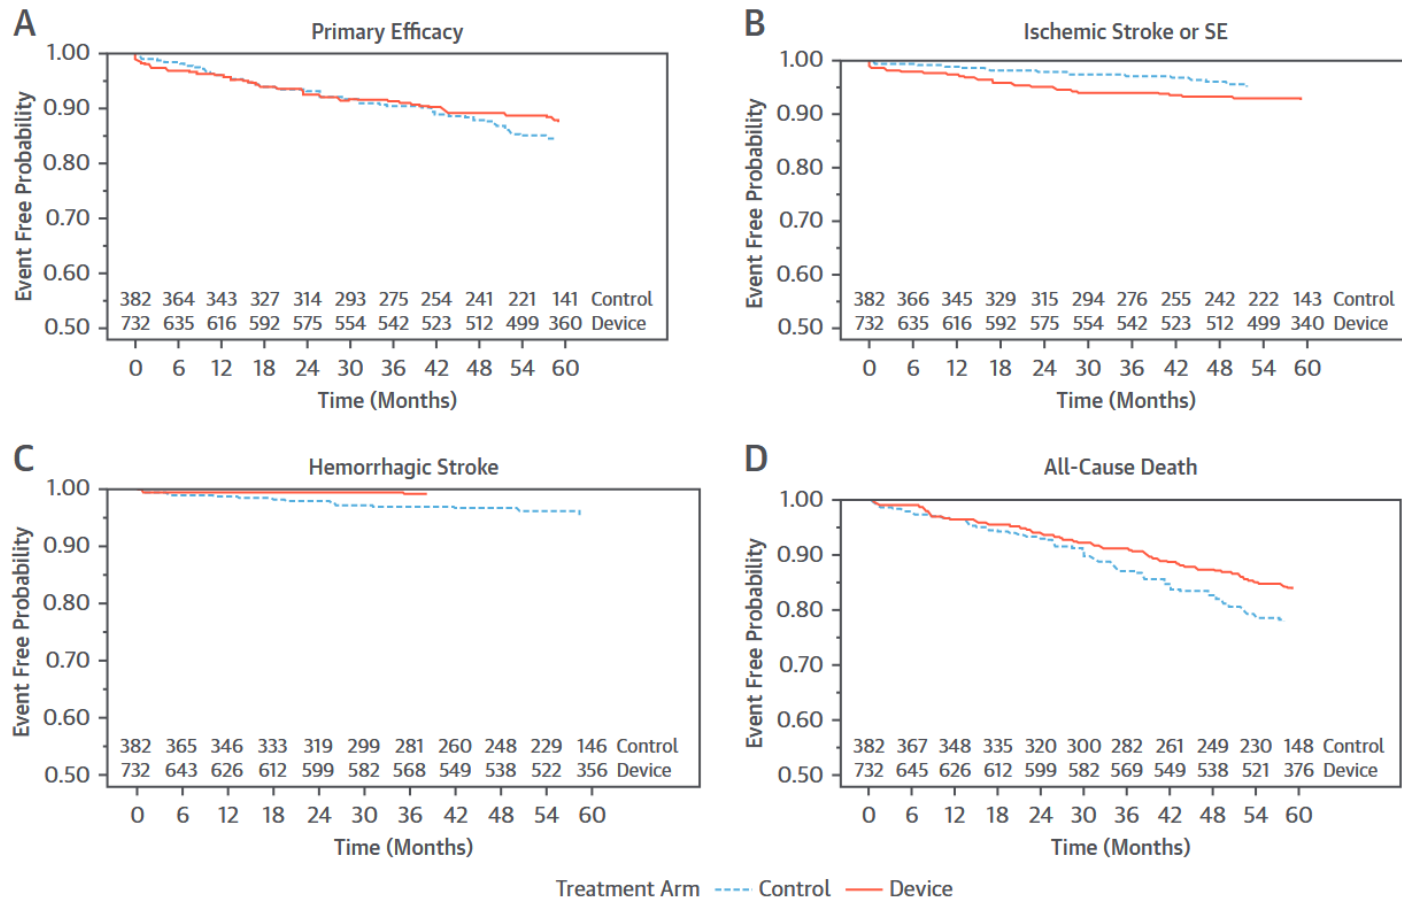 A
Primary Efficacy
Event Free Probability
1.00
0.90
0.80
0.70
0.60
0.50
382 364 343 327 314 293 275 254 241 221 141 Control
732 635 616 592 575 554 542 523 512 499 360 Device
0 6 12 18 24 30 36 42 48 54 60
Time (Months)
B
Ischemic Stroke or SE
Event Free Probability
1.00
0.90
0.80
0.70
0.60
0.50
382 366 345 329 315 294 276 255 242 222 143 Control
732 635 616 592 575 554 542 523 512 499 340 Device
0 6 12 18 24 30 36 42 48 54 60
Time (Months)
C
Hemorrhagic Stroke
Event Free Probability
1.00
0.90
0.80
0.70
0.60
0.50
382 365 346 333 319 299 281 260 248 229 146 Control
732 643 626 612 599 582 568 549 538 522 356 Device
0 6 12 18 24 30 36 42 48 54 60
Time (Months)
D
All-Cause Death
Event Free Probability
1.00
0.90
0.80
0.70
0.60
0.50
382 367 348 335 320 300 282 261 249 230 148 Control
732 645 626 612 599 582 569 549 538 521 376 Device
0 6 12 18 24 30 36 42 48 54 60
Time (Months)
Treatment Arm Control Device